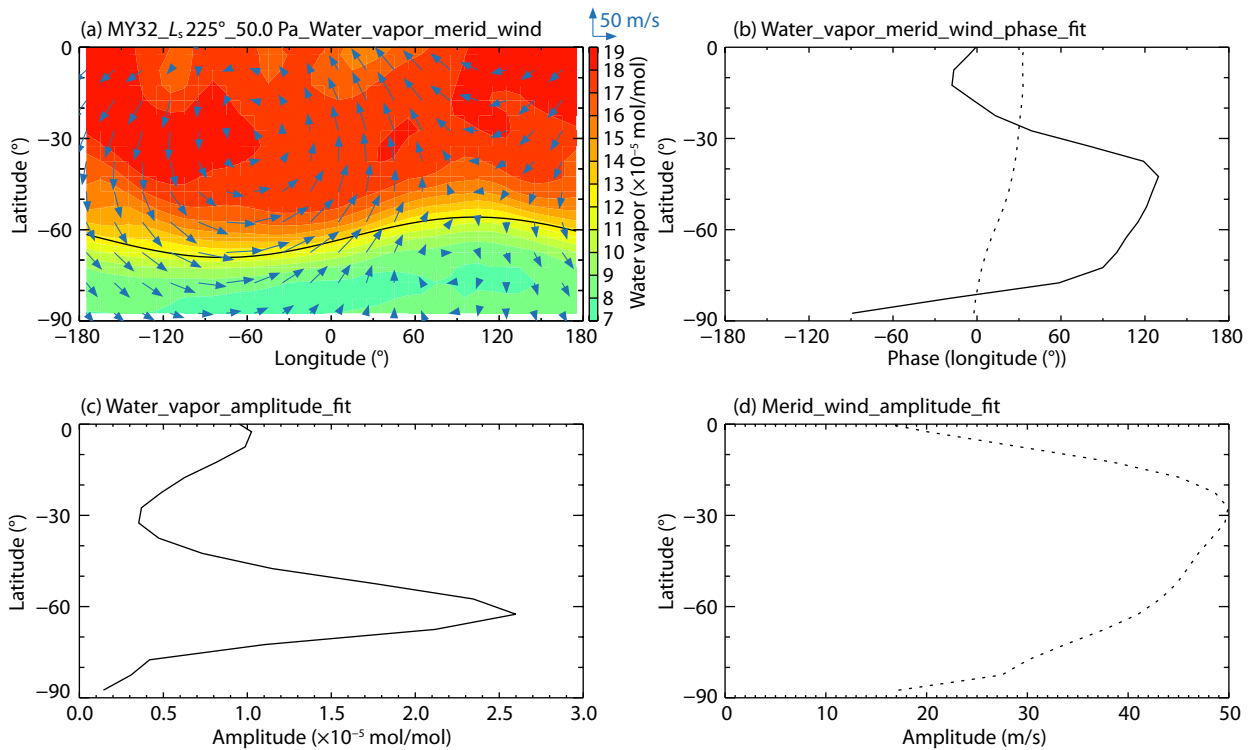 (a) MY32_Ls 225°_50.0 Pa_Water_vapor_merid_wind
50 m/s
0
−30
−60
−90
Latitude (°)
−180 −120 −60 0 60 120 180
Longitude (°)
19
18
17
16
15
14
13
12
11
10
9
8
7
Water vapor (×10⁻⁵ mol/mol)
(b) Water_vapor_merid_wind_phase_fit
0
−30
−60
−90
Latitude (°)
−180 −120 −60 0 60 120 180
Phase (longitude (°))
(c) Water_vapor_amplitude_fit
0
−30
−60
−90
Latitude (°)
0.0 0.5 1.0 1.5 2.0 2.5 3.0
Amplitude (×10⁻⁵ mol/mol)
(d) Merid_wind_amplitude_fit
0
−30
−60
−90
Latitude (°)
0 10 20 30 40 50
Amplitude (m/s)